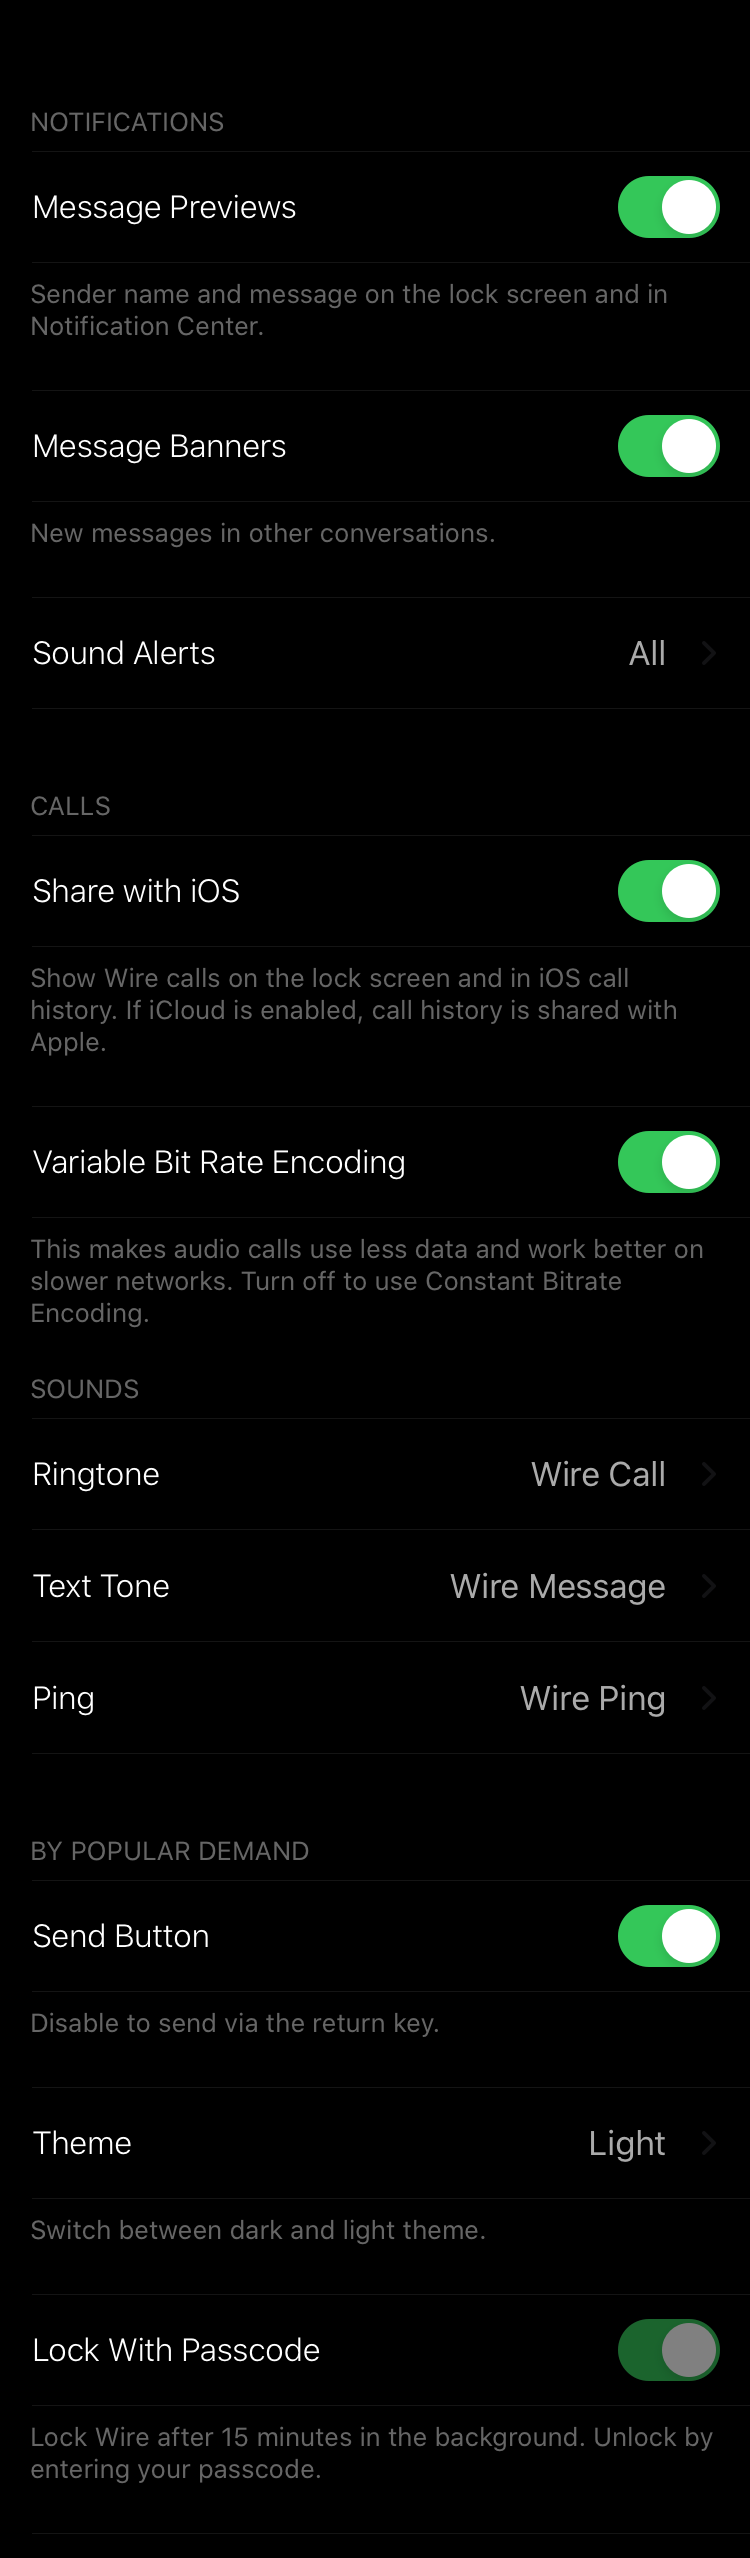 NOTIFICATIONS
Message Previews
Sender name and message on the lock screen and in
Notification Center.
Message Banners
New messages in other conversations.
Sound Alerts All
CALLS
Share with iOS
Show Wire calls on the lock screen and in iOS call
history. If iCloud is enabled, call history is shared with
Apple.
Variable Bit Rate Encoding
This makes audio calls use less data and work better on
slower networks. Turn off to use Constant Bitrate
Encoding.
SOUNDS
Ringtone Wire Call
Text Tone Wire Message
Ping Wire Ping
BY POPULAR DEMAND
Send Button
Disable to send via the return key.
Theme Light
Switch between dark and light theme.
Lock With Passcode
Lock Wire after 15 minutes in the background. Unlock by
entering your passcode.